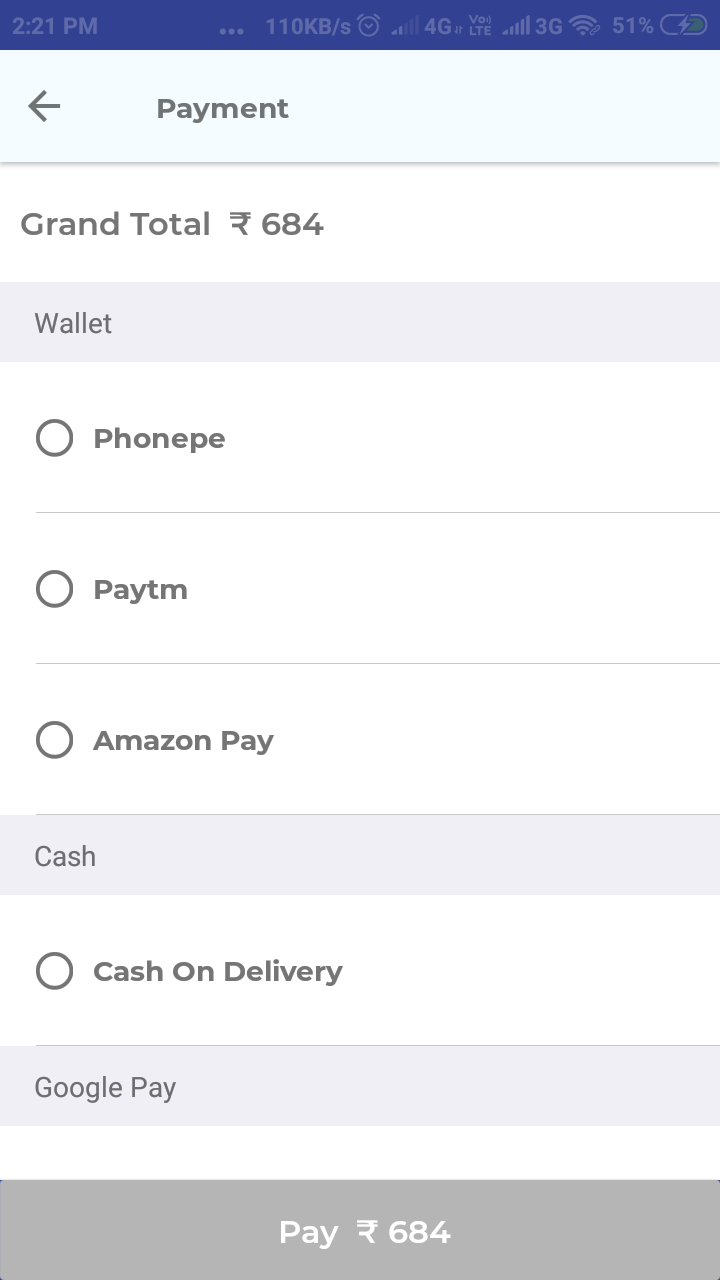 2:21 PM ... 110KB/s 4G Vo)) LTE 3G 51%
Payment
Grand Total ₹ 684
Wallet
Phonepe
Paytm
Amazon Pay
Cash
Cash On Delivery
Google Pay
Pay ₹ 684